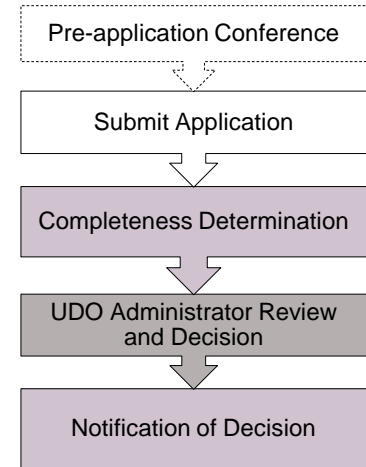 Pre-application Conference
Submit Application
Completeness Determination
UDO Administrator Review
and Decision
Notification of Decision